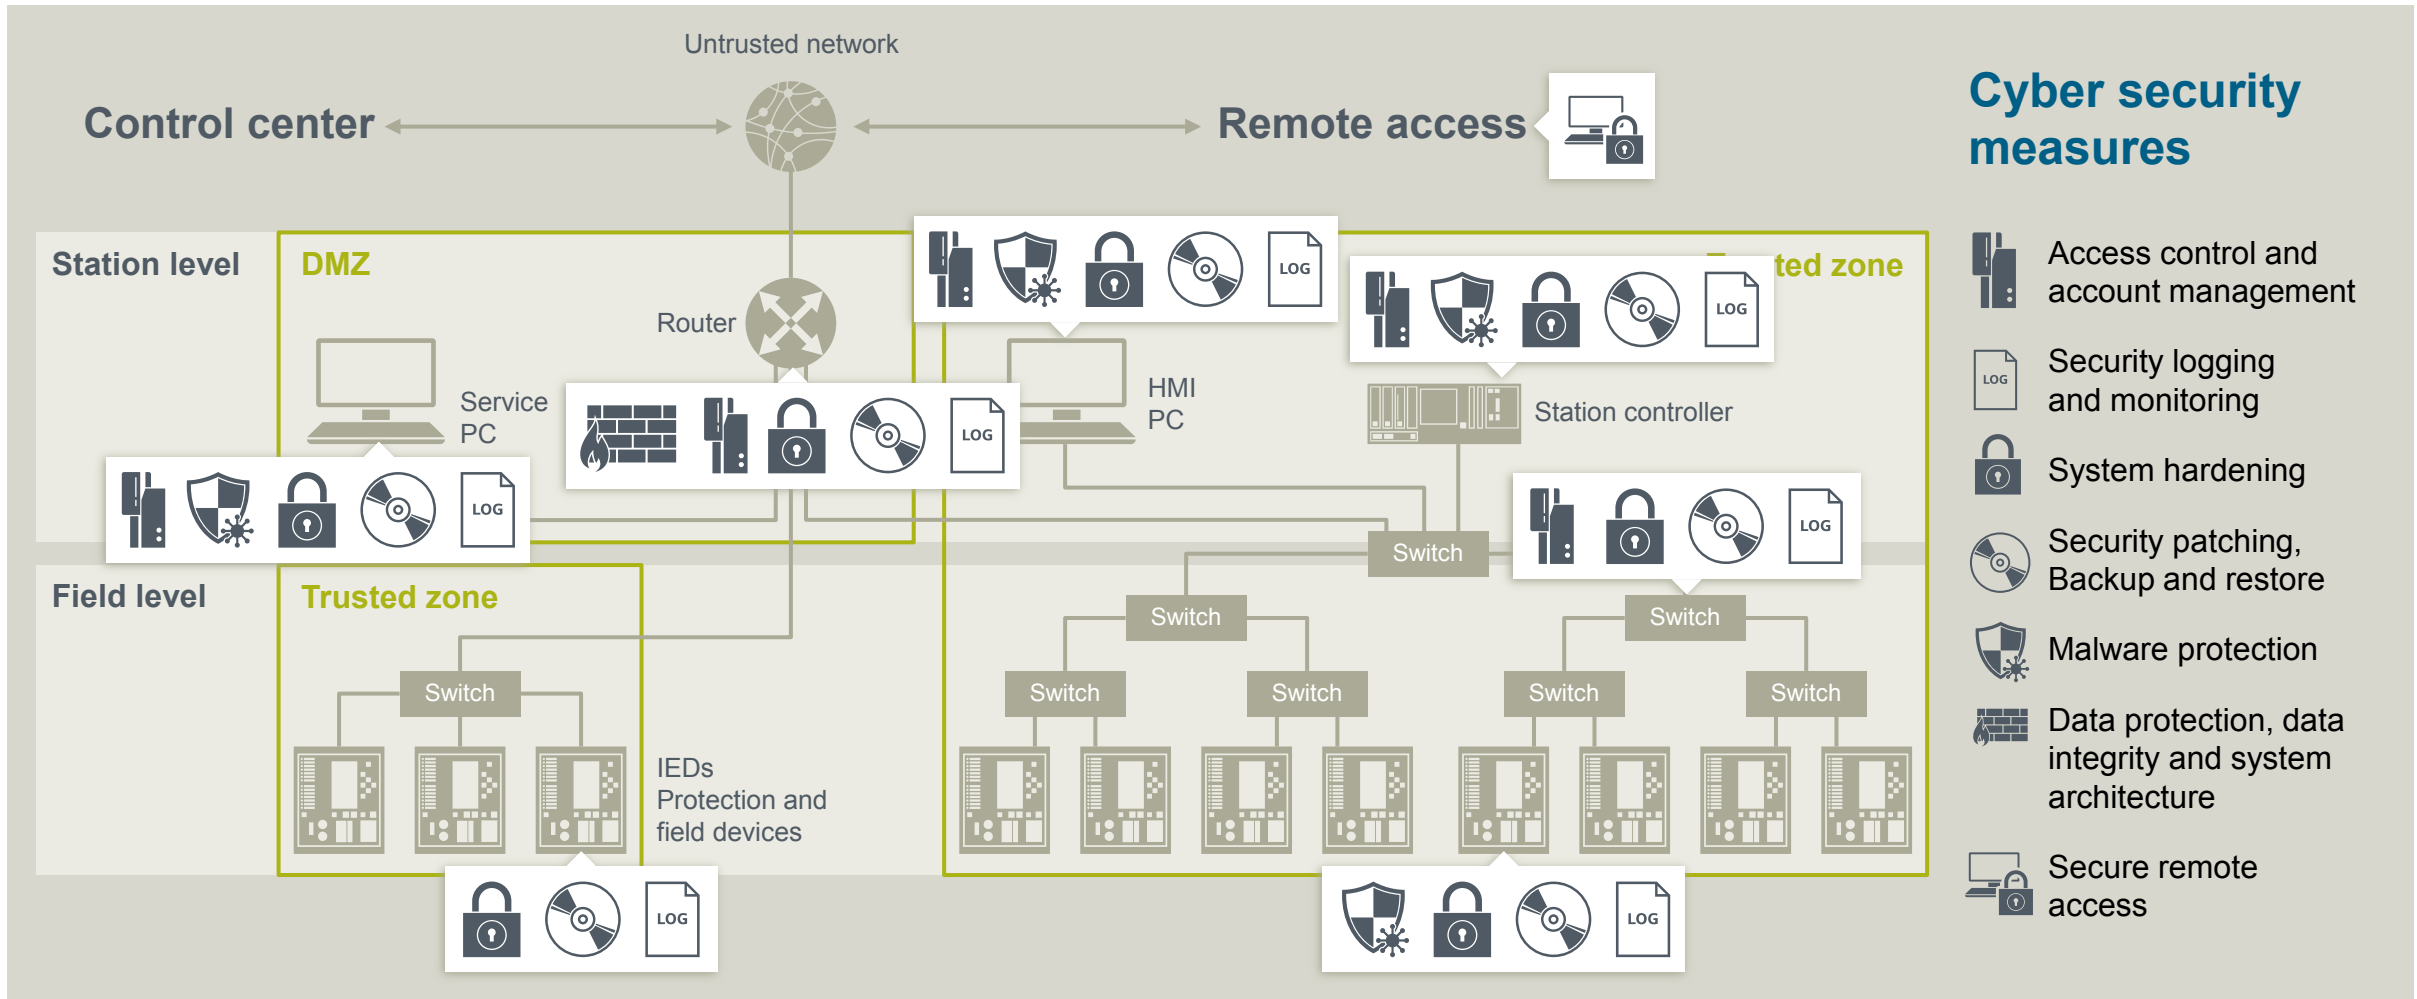 Untrusted network
Control center
Remote access
Cyber security
measures
Station level
DMZ
ted zone
Router
Service
PC
HMI
PC
Station controller
LOG
LOG
LOG
LOG
LOG
Switch
Field level
Trusted zone
Switch
Switch
Switch
Switch
Switch
Switch
Switch
IEDs
Protection and
field devices
LOG
LOG
Access control and
account management
LOG
Security logging
and monitoring
System hardening
Security patching,
Backup and restore
Malware protection
Data protection, data
integrity and system
architecture
Secure remote
access